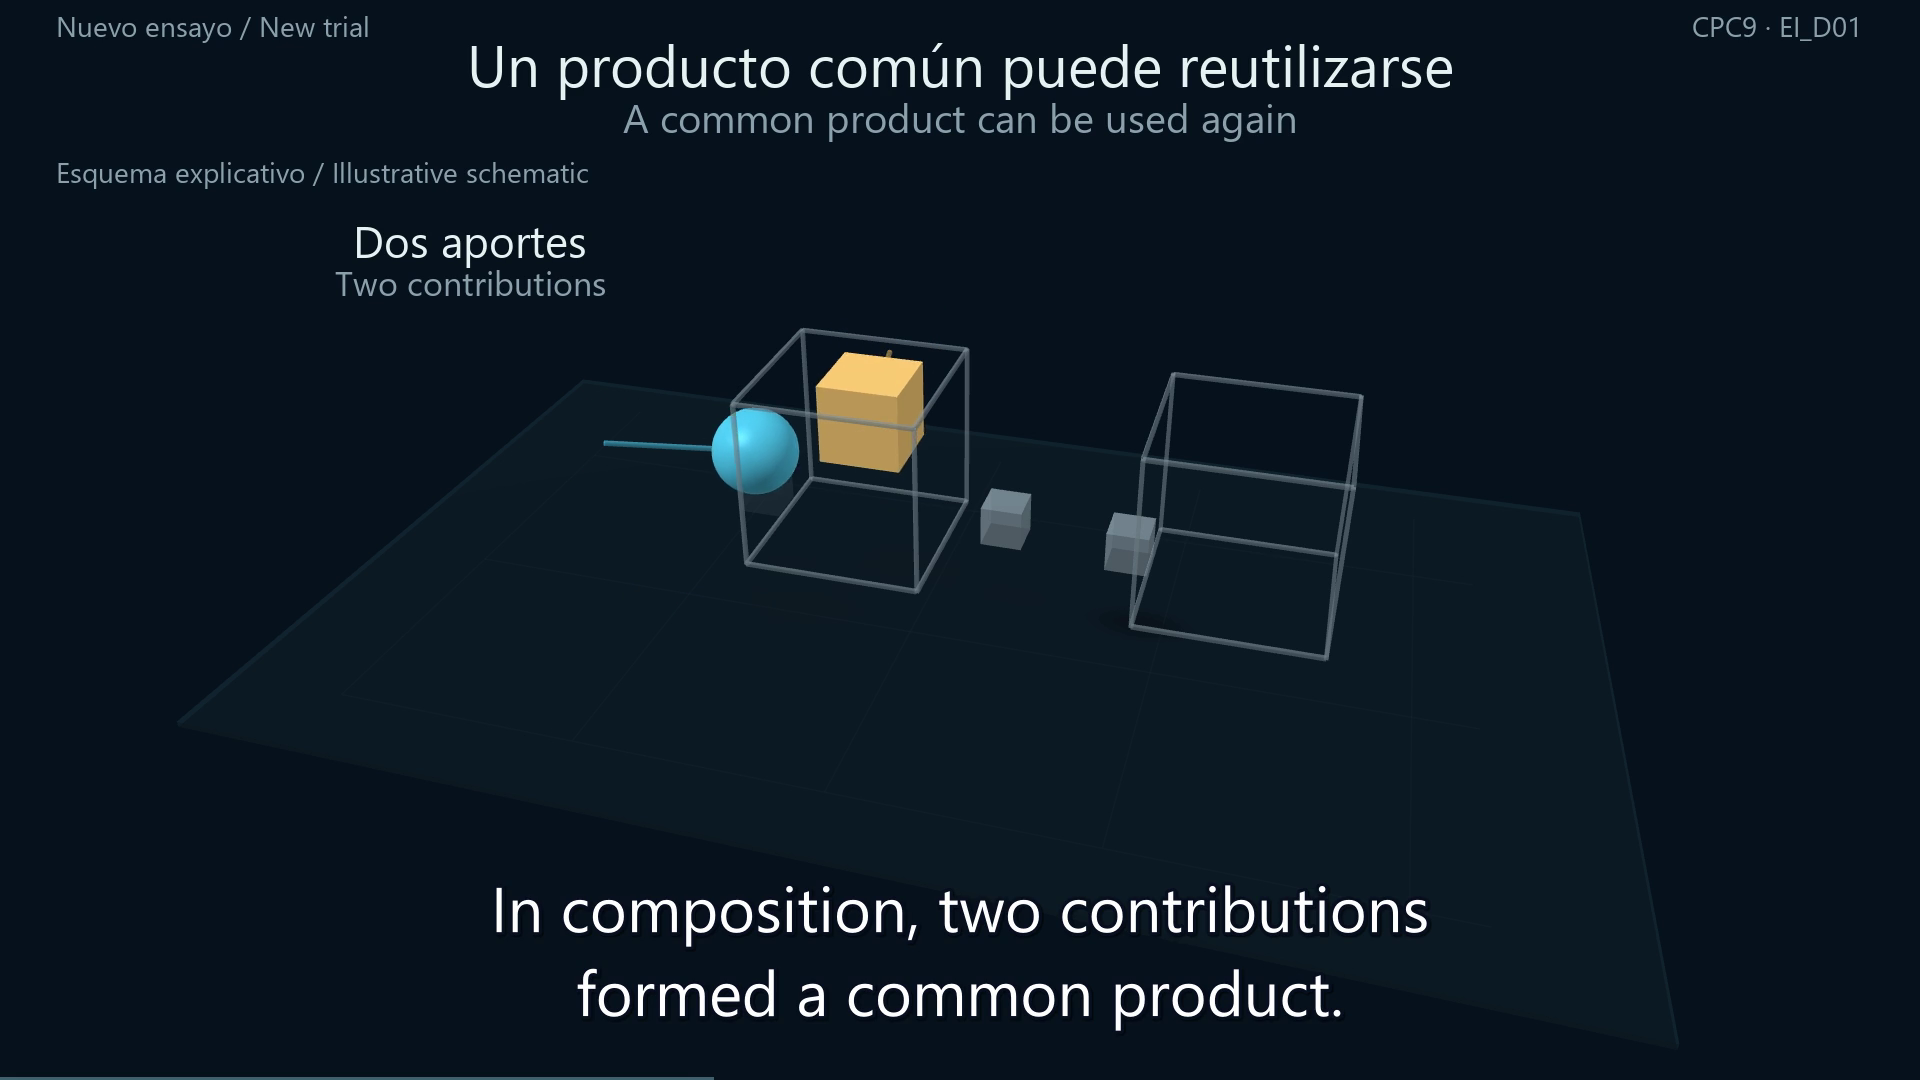 Nuevo ensayo / New trial
CPC9 · EI_D01
Un producto común puede reutilizarse
A common product can be used again
Esquema explicativo / Illustrative schematic
Dos aportes
Two contributions
In composition, two contributions
formed a common product.